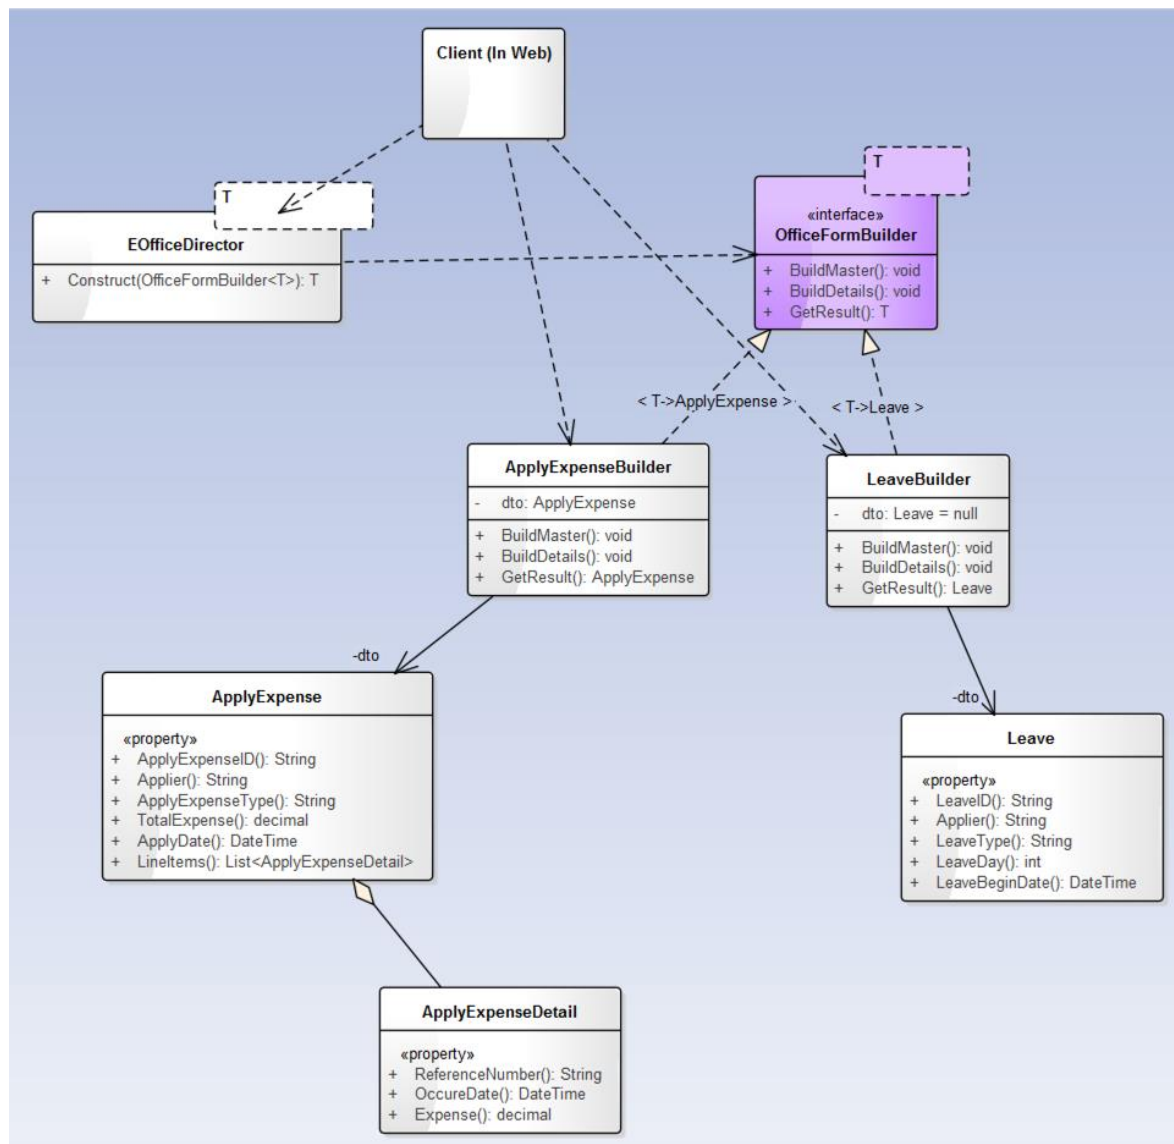 Client (In Web)
T
EOfficeDirector
+ Construct(OfficeFormBuilder<T>): T
T
«interface»
OfficeFormBuilder
+ BuildMaster(): void
+ BuildDetails(): void
+ GetResult(): T
< T->ApplyExpense >
< T->Leave >
ApplyExpenseBuilder
- dto: ApplyExpense
+ BuildMaster(): void
+ BuildDetails(): void
+ GetResult(): ApplyExpense
LeaveBuilder
- dto: Leave = null
+ BuildMaster(): void
+ BuildDetails(): void
+ GetResult(): Leave
-dto
ApplyExpense
«property»
+ ApplyExpenseID(): String
+ Applier(): String
+ ApplyExpenseType(): String
+ TotalExpense(): decimal
+ ApplyDate(): DateTime
+ LineItems(): List<ApplyExpenseDetail>
-dto
Leave
«property»
+ LeaveID(): String
+ Applier(): String
+ LeaveType(): String
+ LeaveDay(): int
+ LeaveBeginDate(): DateTime
ApplyExpenseDetail
«property»
+ ReferenceNumber(): String
+ OccureDate(): DateTime
+ Expense(): decimal